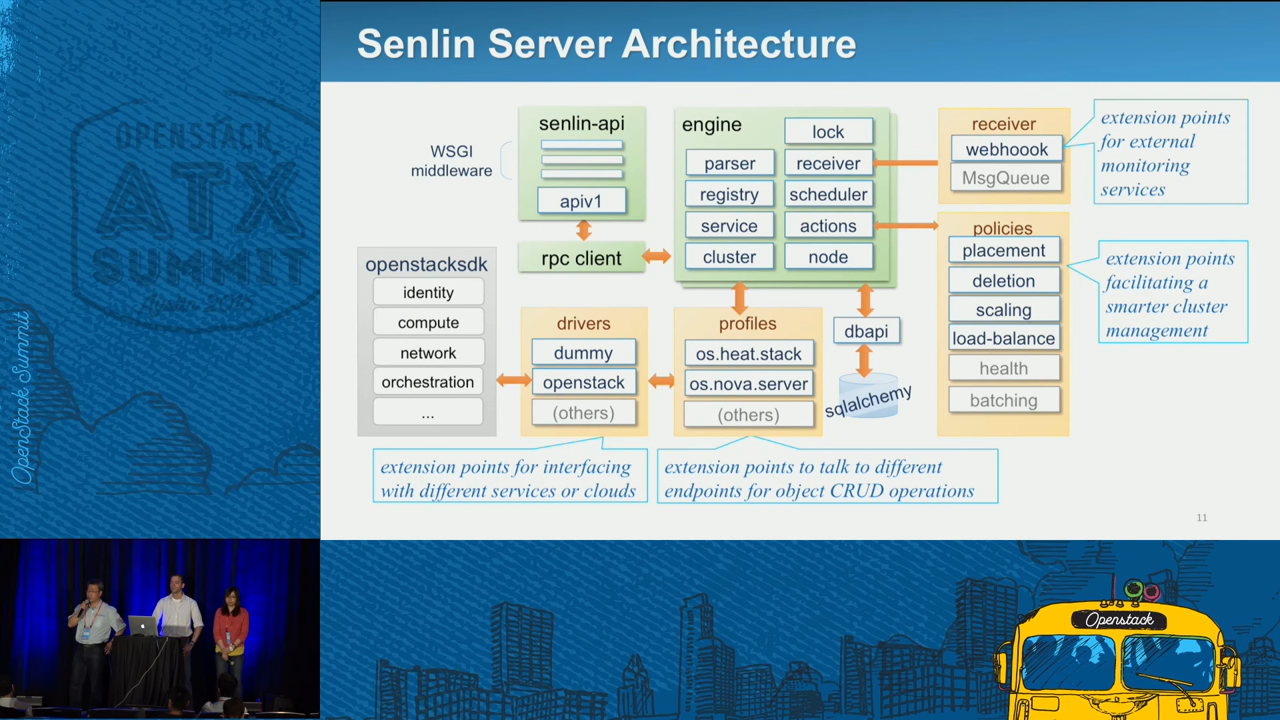 Senlin Server Architecture
OPENSTACK
ATX
SUMMIT
OpenStack Summit
WSGI
middleware
senlin-api
apiv1
rpc client
engine
lock
parser
receiver
registry
scheduler
service
actions
cluster
node
receiver
webhoook
MsgQueue
extension points
for external
monitoring
services
policies
placement
deletion
scaling
load-balance
health
batching
extension points
facilitating a
smarter cluster
management
openstacksdk
identity
compute
network
orchestration
...
drivers
dummy
openstack
(others)
profiles
os.heat.stack
os.nova.server
(others)
dbapi
sqlalchemy
extension points for interfacing
with different services or clouds
extension points to talk to different
endpoints for object CRUD operations
11
Openstack